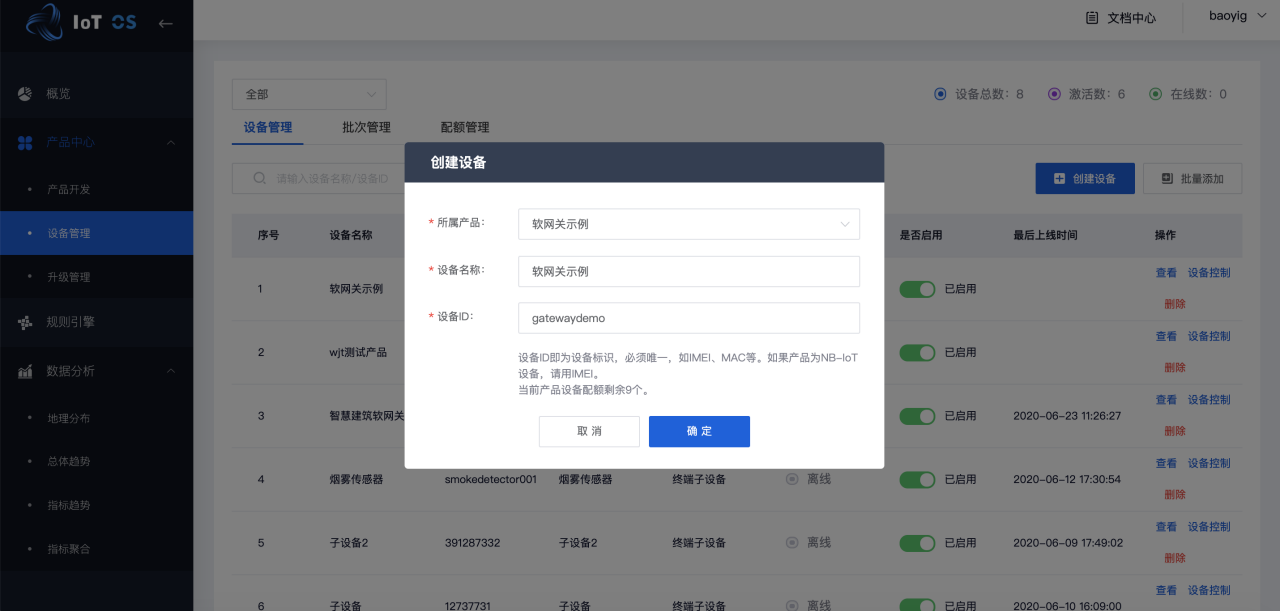 IoT OS
文档中心
baoyig
概览
产品中心
产品开发
设备管理
升级管理
规则引擎
数据分析
地理分布
总体趋势
指标趋势
指标聚合
全部
设备总数：8
激活数：6
在线数：0
设备管理
批次管理
配额管理
请输入设备名称/设备ID
创建设备
批量添加
序号
设备名称
是否启用
最后上线时间
操作
1
软网关示例
已启用
查看 设备控制
删除
2
wjt测试产品
已启用
查看 设备控制
删除
3
智慧建筑软网关
已启用
2020-06-23 11:26:27
查看 设备控制
删除
4
烟雾传感器
smokedetector001
烟雾传感器
终端子设备
离线
已启用
2020-06-12 17:30:54
查看 设备控制
删除
5
子设备2
391287332
子设备2
终端子设备
离线
已启用
2020-06-09 17:49:02
查看 设备控制
删除
6
子设备
12737731
子设备
终端子设备
离线
已启用
2020-06-10 16:09:00
查看 设备控制
创建设备
* 所属产品：
软网关示例
* 设备名称：
软网关示例
* 设备ID：
gatewaydemo
设备ID即为设备标识，必须唯一，如IMEI、MAC等。如果产品为NB-IoT
设备，请用IMEI。
当前产品设备配额剩余9个。
取 消
确 定